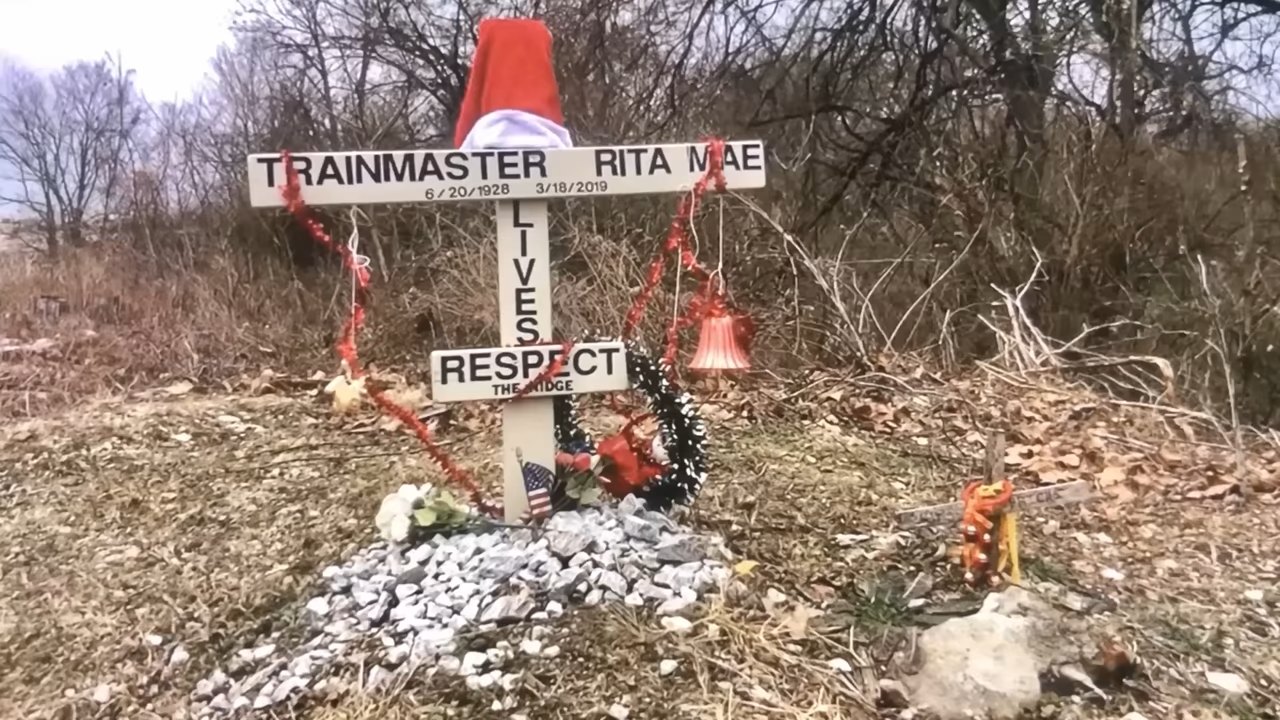 TRAINMASTER RITA MAE
6/20/1928 3/18/2019
LIVES
RESPECT
THE RIDGE